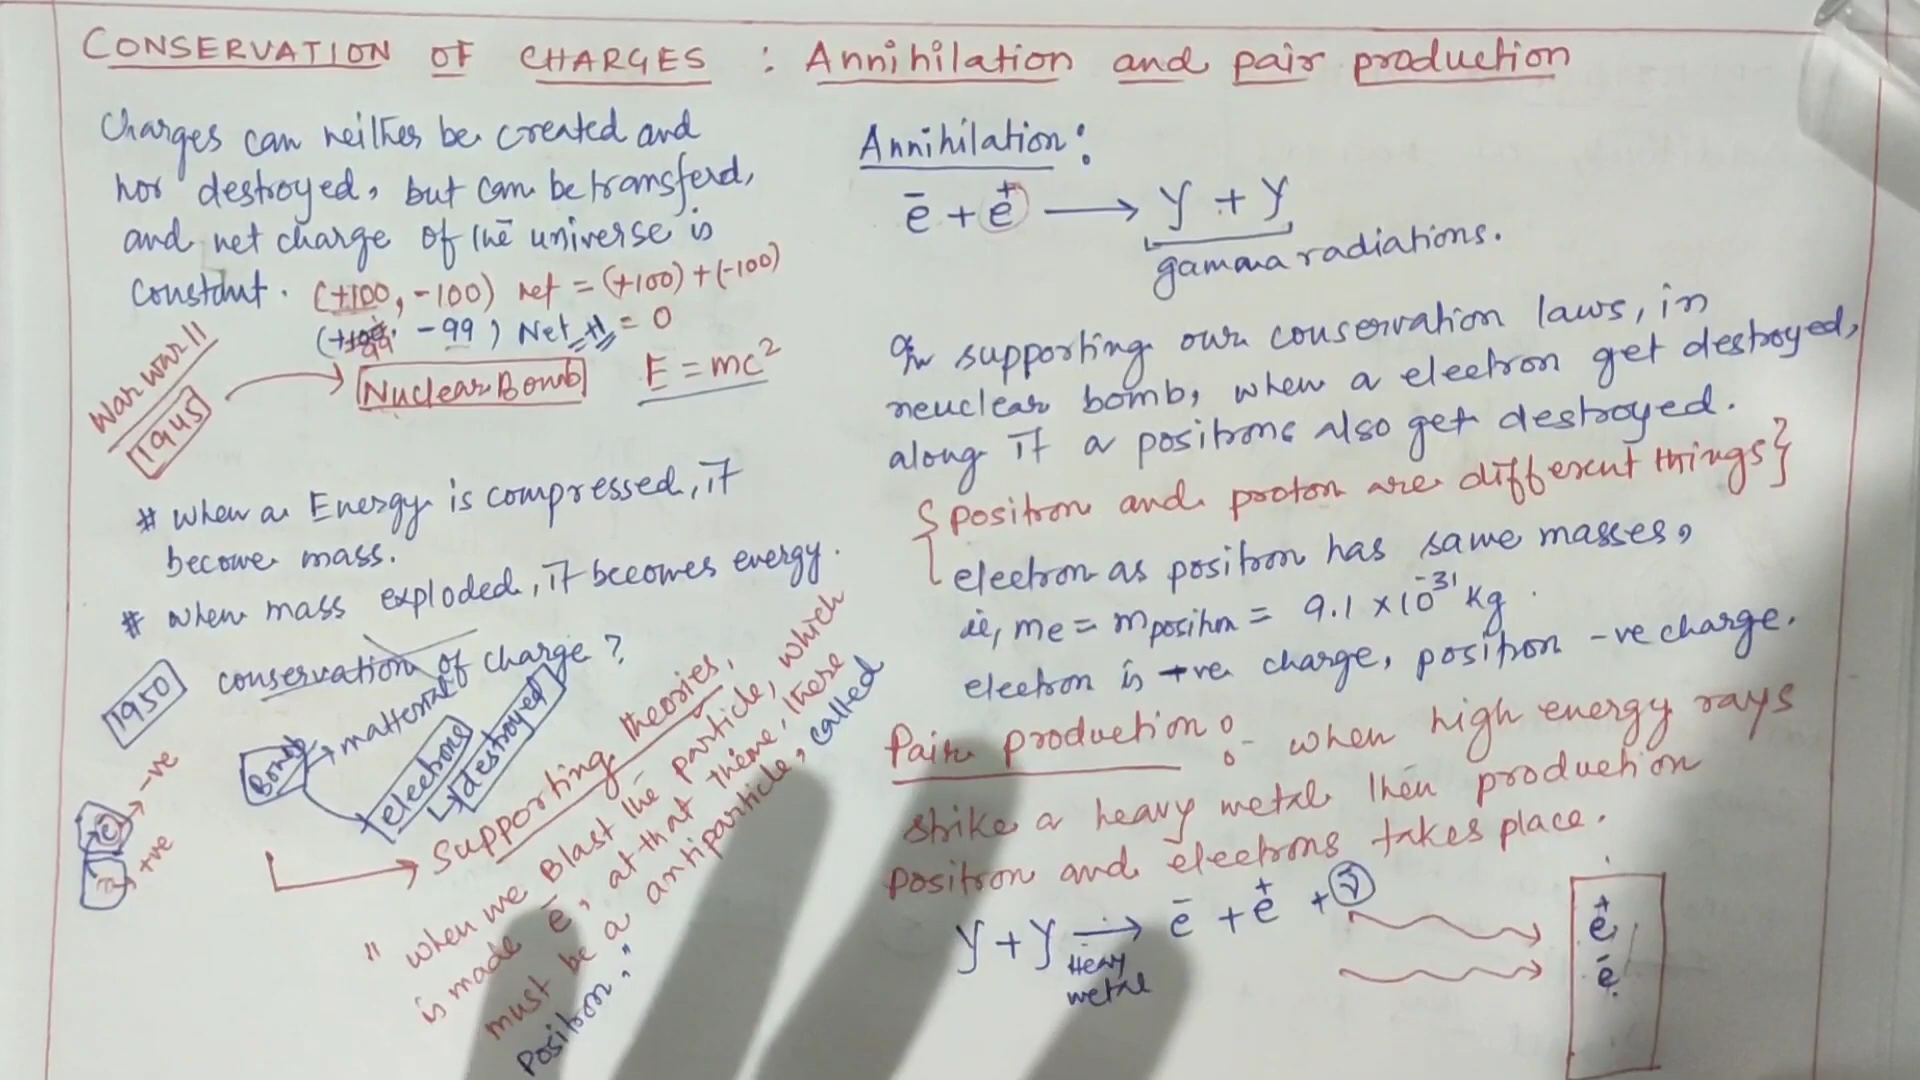 CONSERVATION OF CHARGES : Annihilation and pair production
Charges can neither be created and
nor destroyed, but can be transferd,
and net charge of the universe is
constant. (+100, -100) net = (+100) + (-100)
-99) Net +1 = 0
War War II
1945
Nuclear Bomb
E = mc²
# When a Energy is compressed, it
become mass.
# when mass exploded, it becomes energy.
1950
conservation of charge ?
Bomb
electrons
destroyed
-ve
+ve
Supporting theories,
" when we Blast the particle, which
is made ē, at that theme, there
must be a antiparticle, called
Positron."
Annihilation:
ē + e⁺ → γ + γ
gamma radiations.
supporting our conservation laws, in
neuclear bomb, when a electron get destroyed,
along it a positrons also get destroyed.
{ positron and proton are different things }
electron as positron has same masses,
ie, me = mpositron = 9.1 × 10⁻³¹ kg.
electron is +ve charge, position -ve charge.
Pair production :- when high energy rays
strike a heavy metal then production
positron and electrons takes place.
γ + γ → ē + e⁺ +
Heavy
metal
e⁺
ē